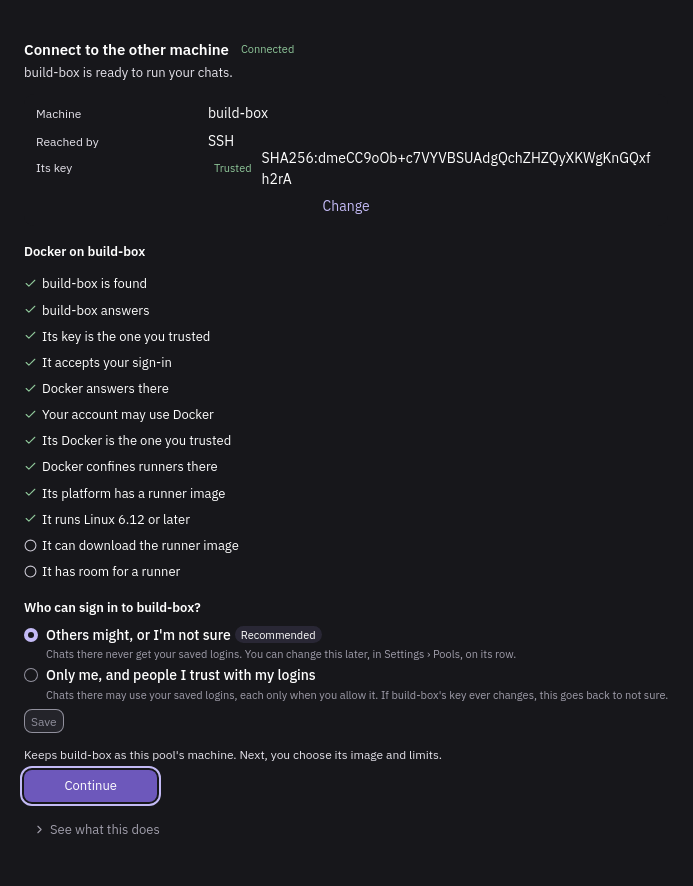 Connect to the other machine Connected
build-box is ready to run your chats.
Machine build-box
Reached by SSH
Its key Trusted SHA256:dmeCC9oOb+c7VYVBSUAdgQchZHZQyXKWgKnGQxf
h2rA
Change
Docker on build-box
build-box is found
build-box answers
Its key is the one you trusted
It accepts your sign-in
Docker answers there
Your account may use Docker
Its Docker is the one you trusted
Docker confines runners there
Its platform has a runner image
It runs Linux 6.12 or later
It can download the runner image
It has room for a runner
Who can sign in to build-box?
Others might, or I'm not sure Recommended
Chats there never get your saved logins. You can change this later, in Settings › Pools, on its row.
Only me, and people I trust with my logins
Chats there may use your saved logins, each only when you allow it. If build-box's key ever changes, this goes back to not sure.
Save
Keeps build-box as this pool's machine. Next, you choose its image and limits.
Continue
See what this does